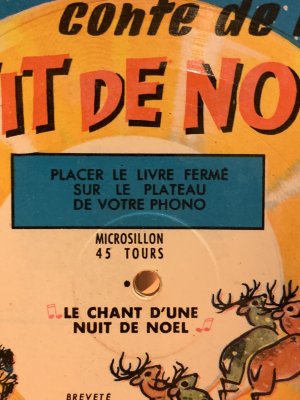 conte de
IT DE NO
PLACER LE LIVRE FERMÉ
SUR LE PLATEAU
DE VOTRE PHONO
MICROSILLON
45 TOURS
LE CHANT D'UNE
NUIT DE NOEL
BREVETÉ